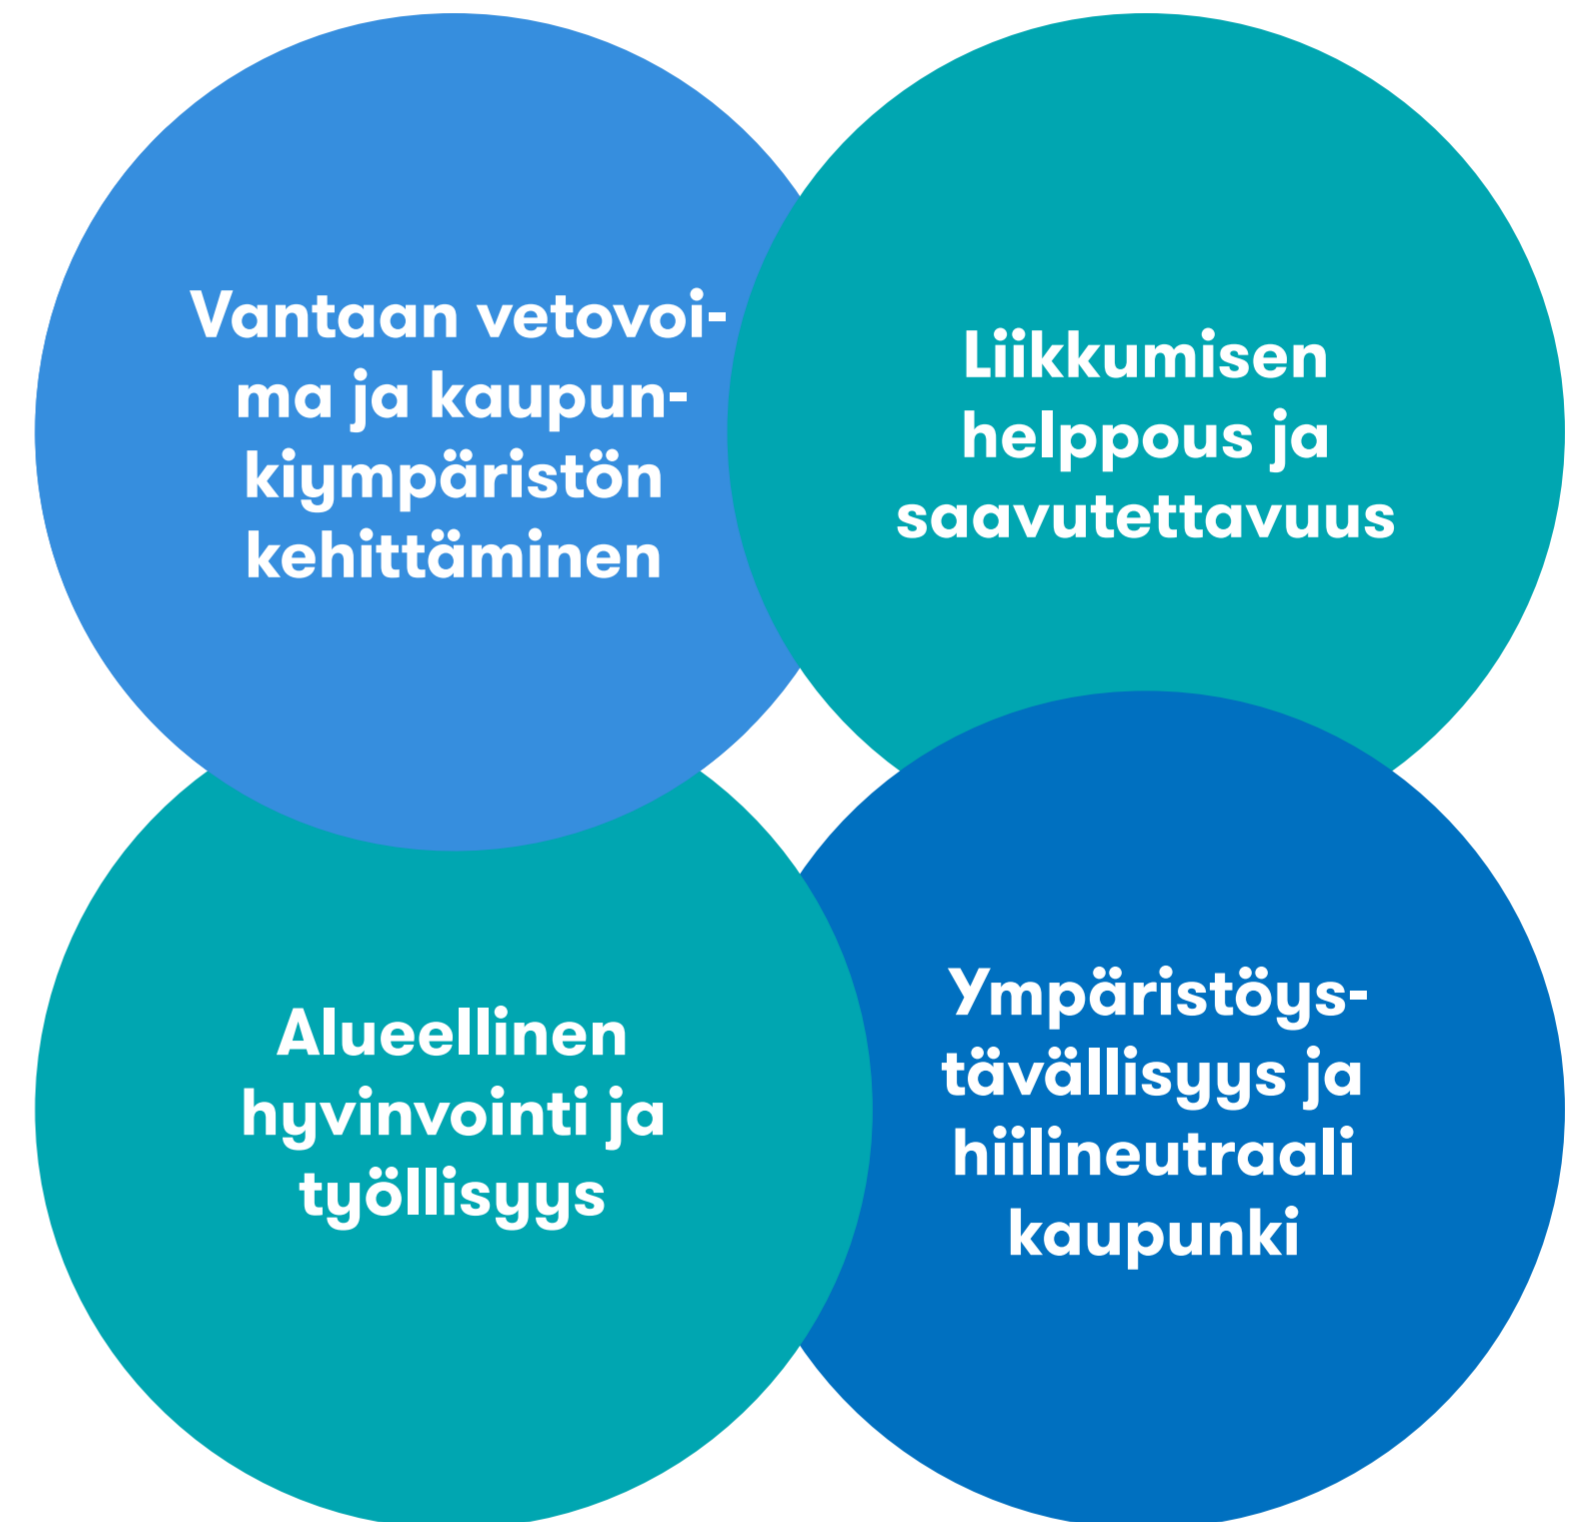 Vantaan vetovoi-
ma ja kaupun-
kiympäristön
kehittäminen
Liikkumisen
helppous ja
saavutettavuus
Alueellinen
hyvinvointi ja
työllisyys
Ympäristöys-
tävällisyys ja
hiilineutraali
kaupunki